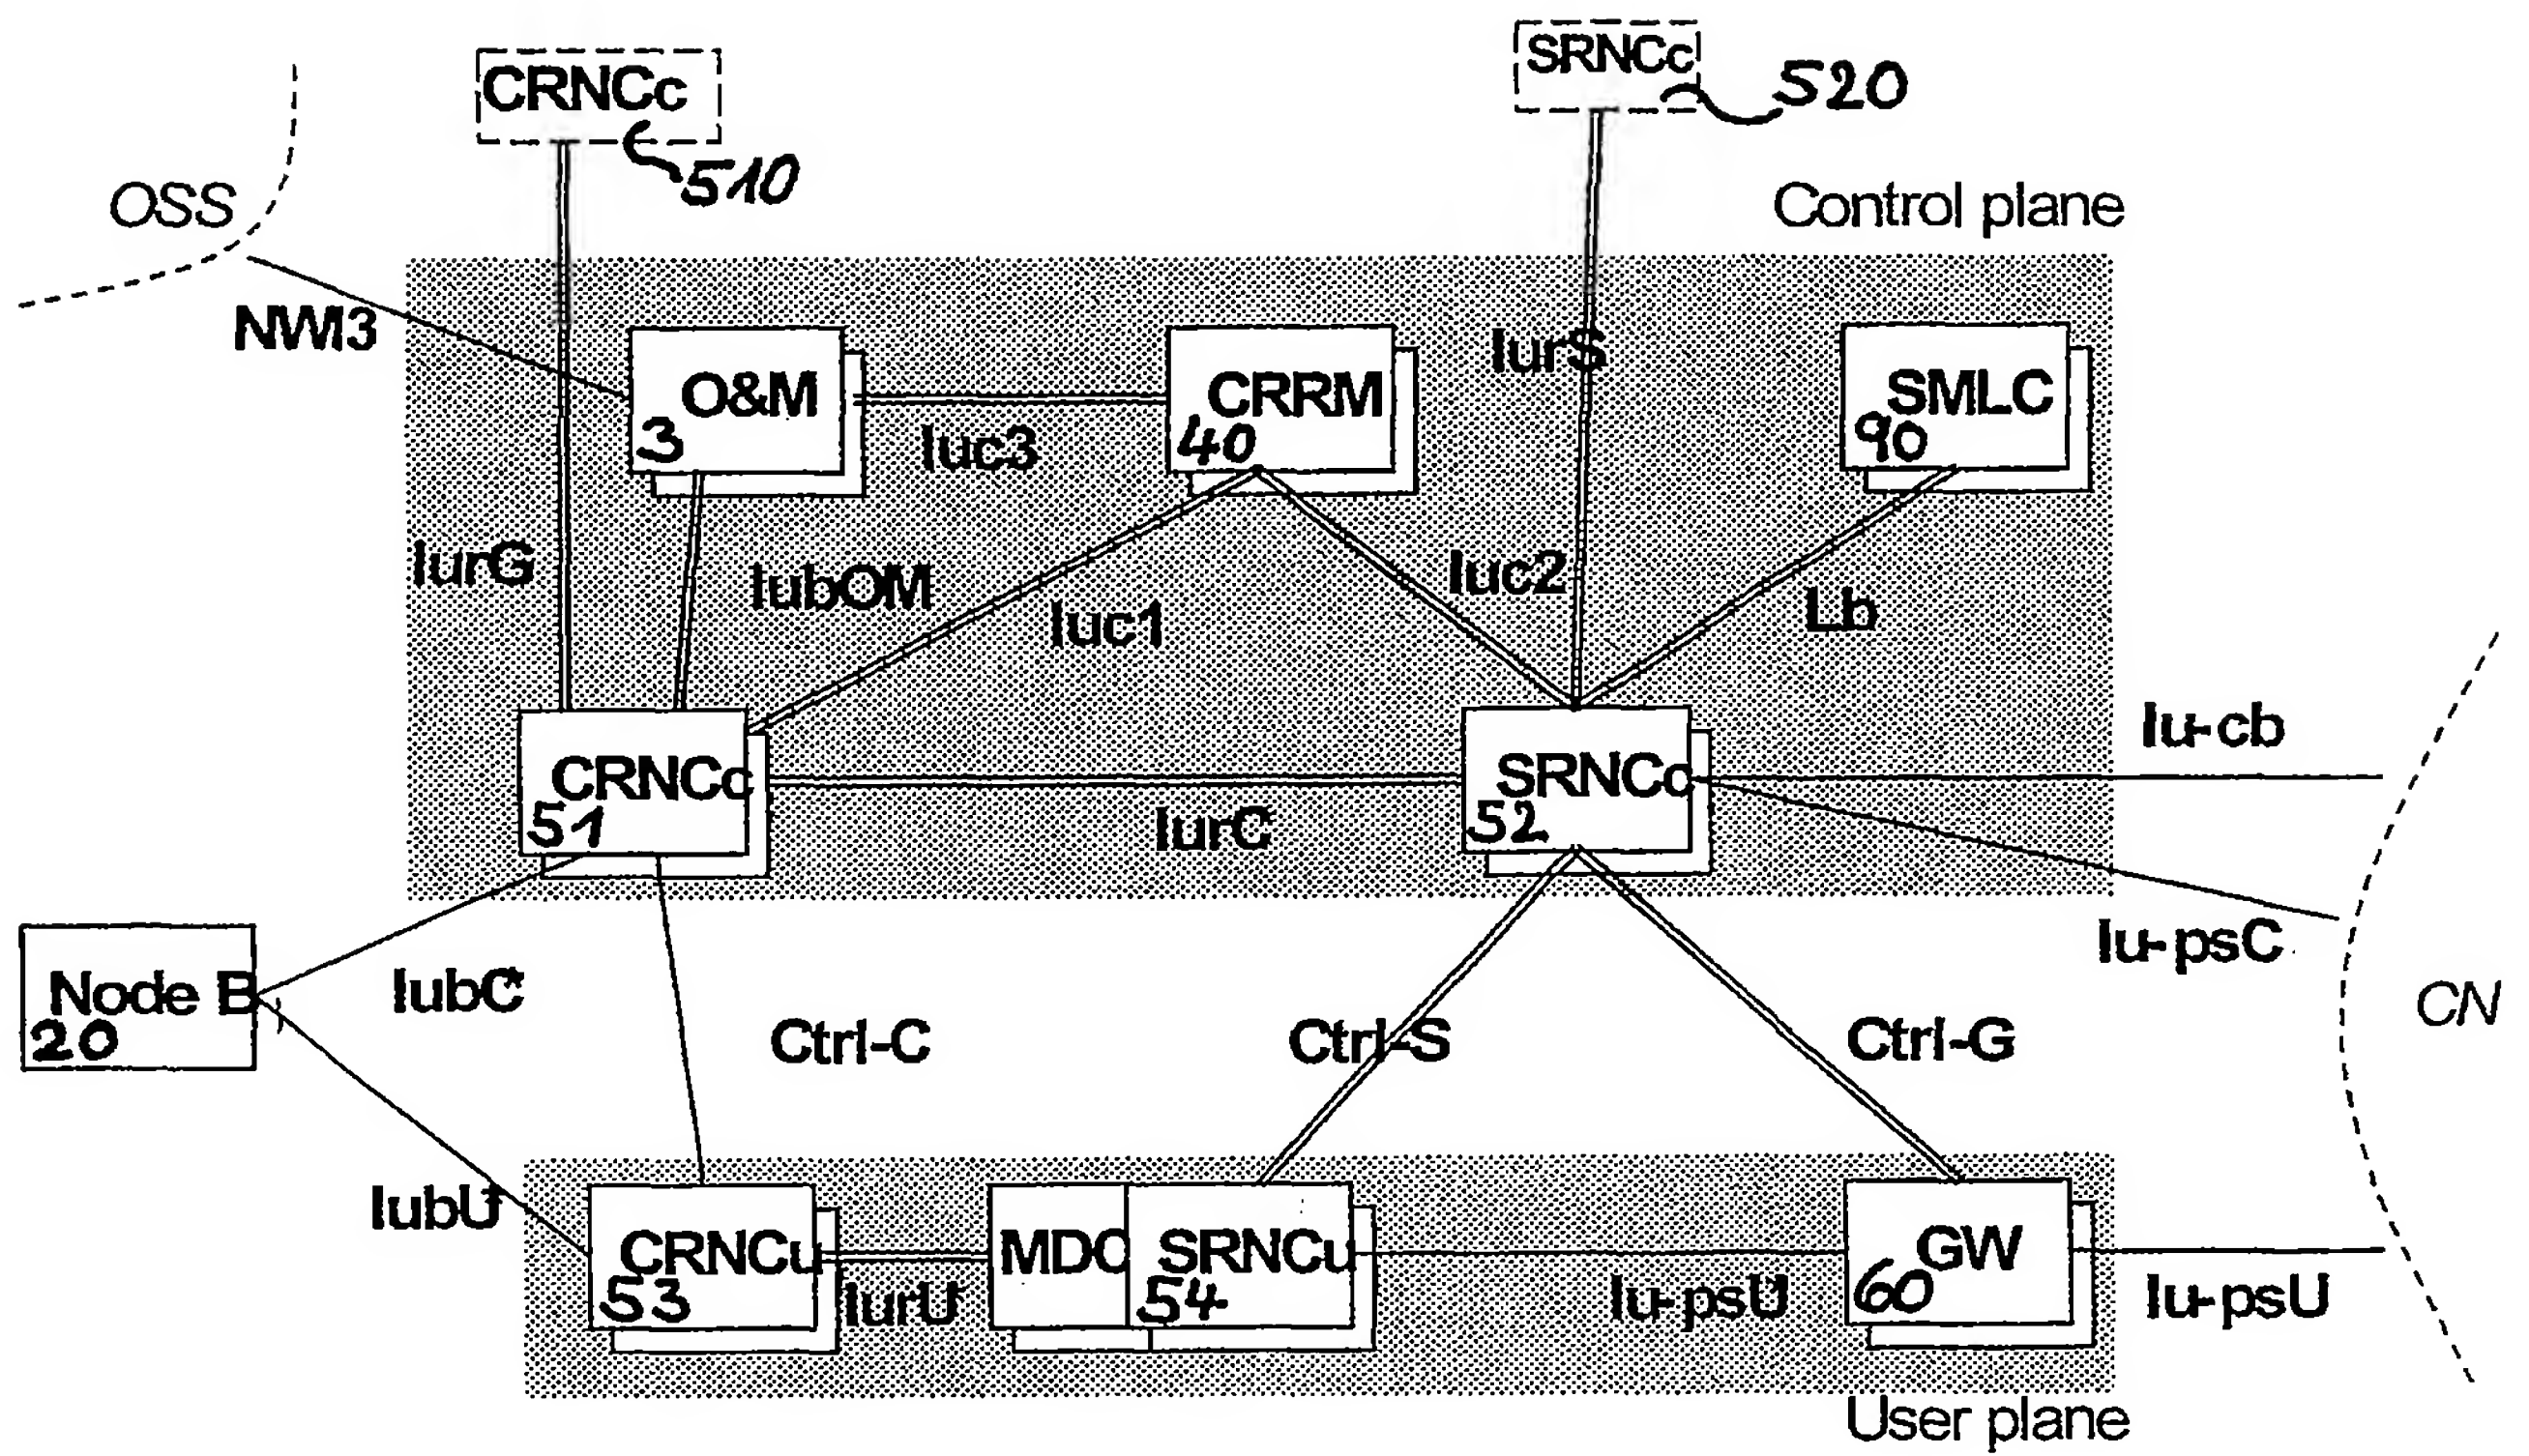 CRNCc
510
SRNCc
520
OSS
Control plane
NWI3
O&M
3
Iuc3
CRRM
40
IurS
SMLC
90
IurG
IubOM
Iuc1
Iuc2
Lb
CRNCc
51
IurC
SRNCc
52
Iu-cb
Iu-psC
Node B
20
IubC*
Ctrl-C
Ctrl-S
Ctrl-G
CN
IubU*
CRNCu
53
IurU*
MDC
SRNCu
54
Iu-psU*
GW
60
Iu-psU
User plane